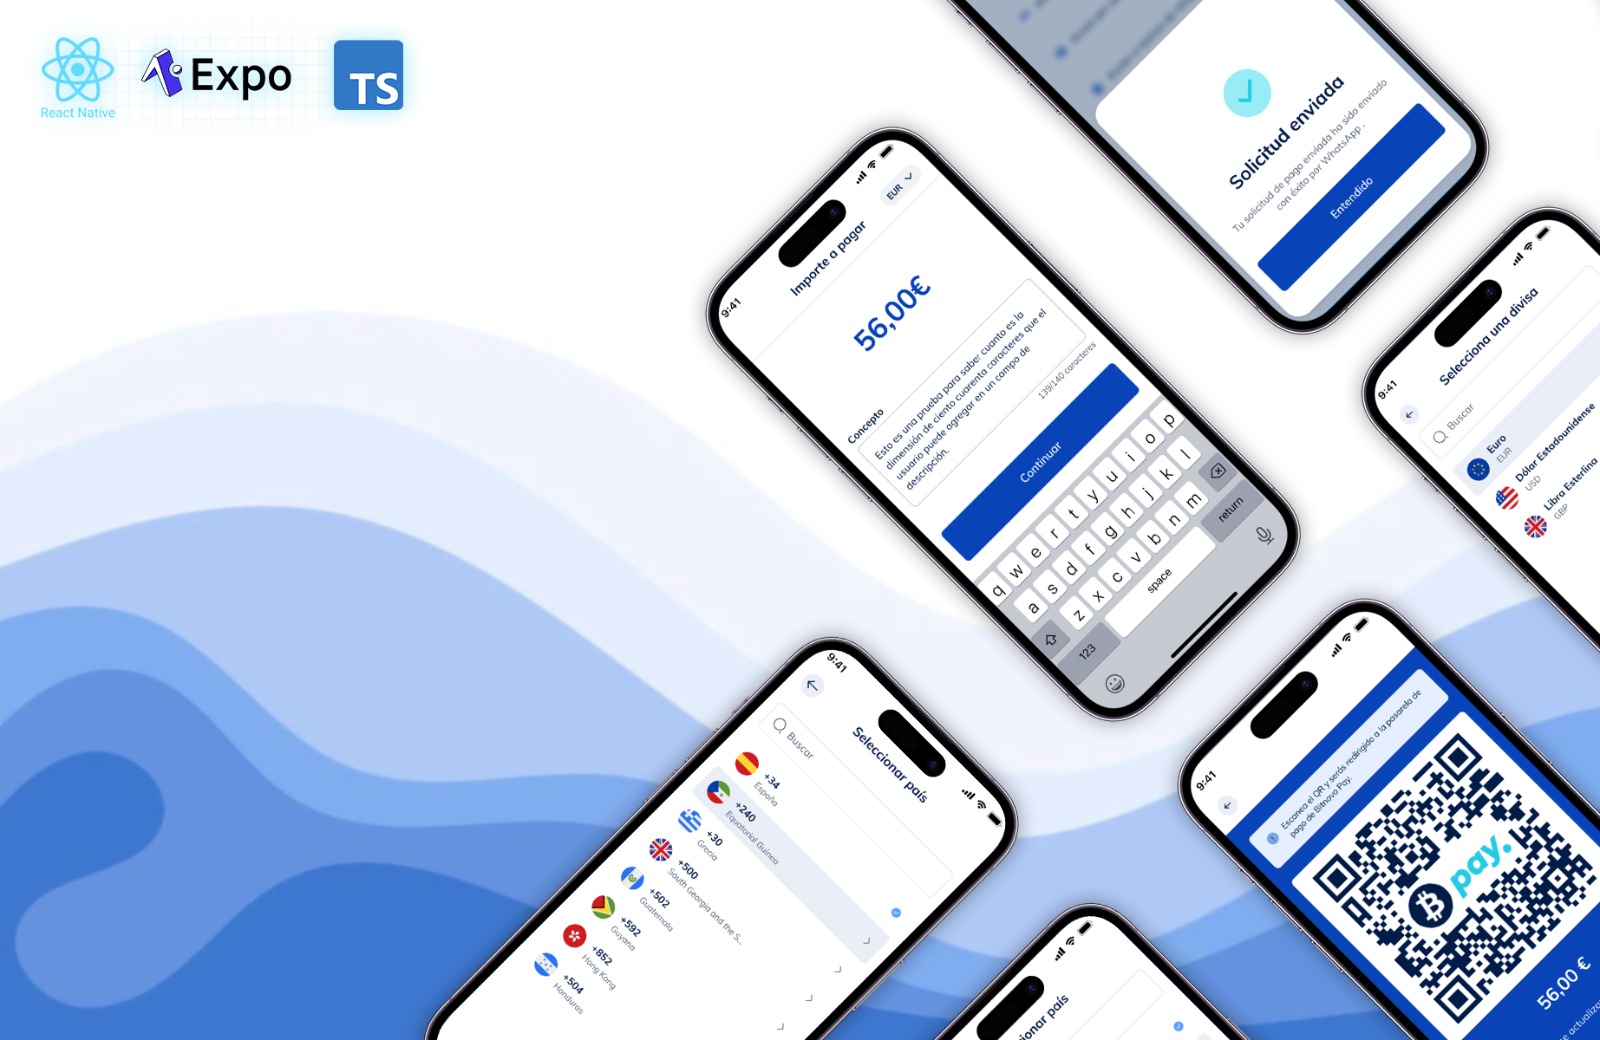 React Native
Expo
TS
Solicitud enviada
Tu solicitud de pago enviada ha sido enviado
con éxito por WhatsApp .
Entendido
9:41
Importe a pagar
EUR
56,00€
Concepto
Esto es una prueba para saber cuanto es la
dimensión de ciento cuarenta caracteres que el
usuario puede agregar en un campo de
descripción.
139/140 caracteres
Continuar
q w e r t y u i o p
a s d f g h j k l
z x c v b n m
123
space
return
9:41
Selecciona una divisa
Buscar
Euro
EUR
Dólar Estadounidense
USD
Libra Esterlina
GBP
9:41
Seleccionar país
Buscar
+34
España
+240
Equatorial Guinea
+30
Grecia
+500
South Georgia and the S...
+502
Guatemala
+592
Guyana
+852
Hong Kong
+504
Honduras
9:41
Escanea el QR y serás redirigido a la pasarela de
pago de Bitnovo Pay.
pay.
56,00 €
actualiza
cionar país